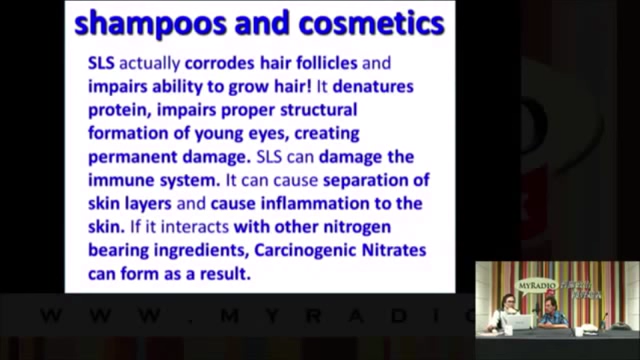 shampoos and cosmetics
SLS actually corrodes hair follicles and
impairs ability to grow hair! It denatures
protein, impairs proper structural
formation of young eyes, creating
permanent damage. SLS can damage the
immune system. It can cause separation of
skin layers and cause inflammation to the
skin. If it interacts with other nitrogen
bearing ingredients, Carcinogenic Nitrates
can form as a result.
MYRADIO
WWW.MYRADIO